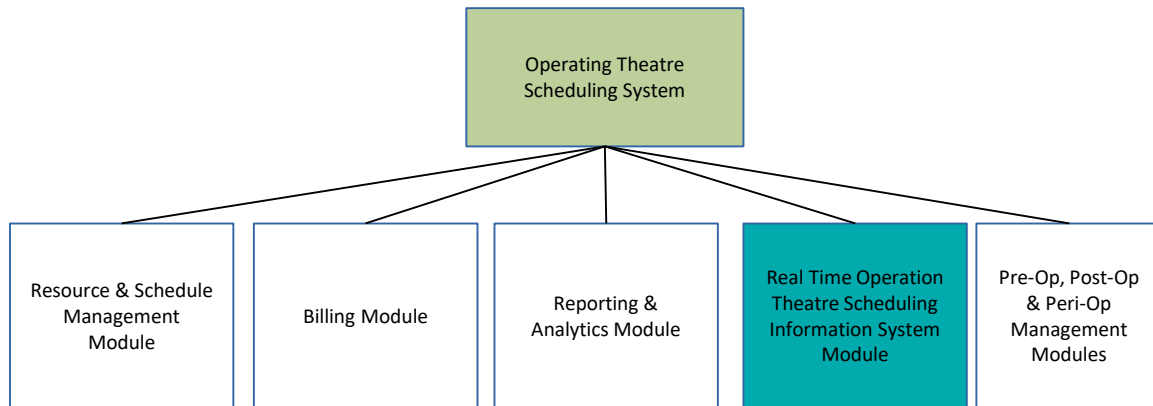 Operating Theatre
Scheduling System
Resource & Schedule
Management
Module
Billing Module
Reporting &
Analytics Module
Real Time Operation
Theatre Scheduling
Information System
Module
Pre-Op, Post-Op
& Peri-Op
Management
Modules